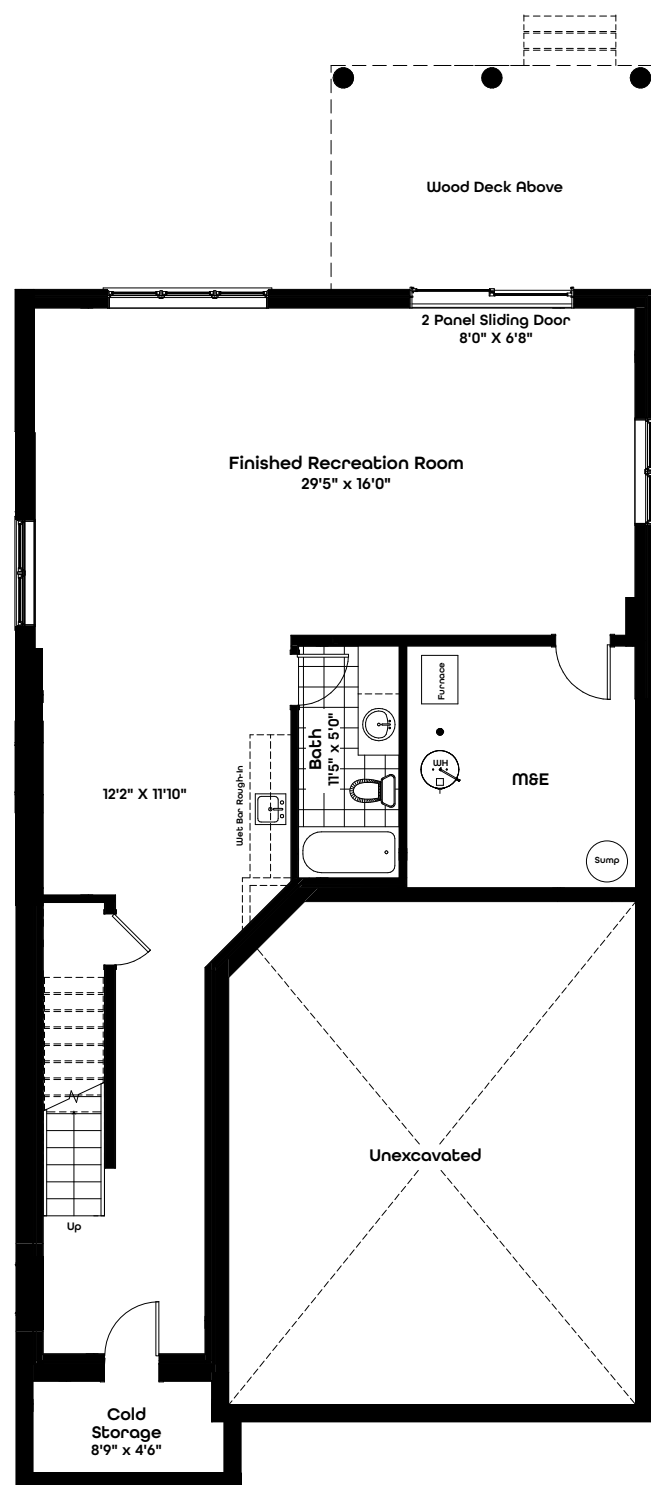 Wood Deck Above
2 Panel Sliding Door
8'0" X 6'8"
Finished Recreation Room
29'5" x 16'0"
Furnace
Bath
11'5" x 5'0"
WH
M&E
12'2" X 11'10"
Wet Bar Rough-In
Sump
Unexcavated
Up
Cold
Storage
8'9" x 4'6"